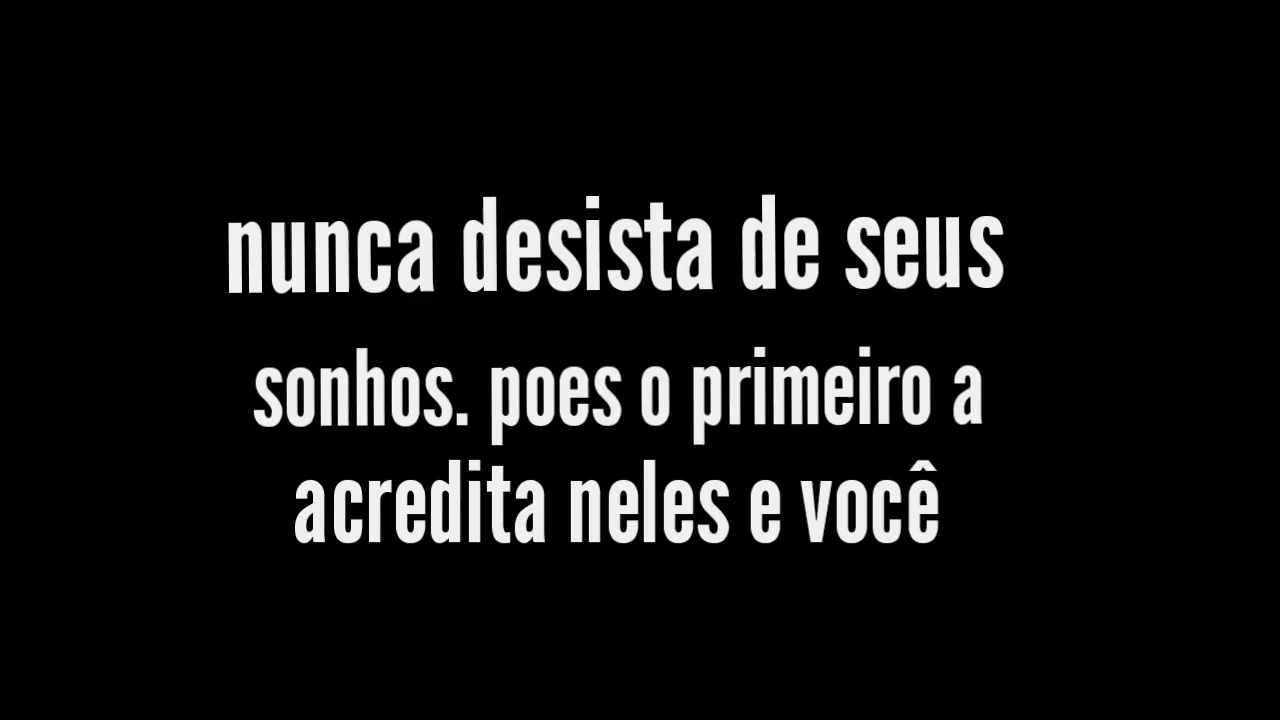 nunca desista de seus
sonhos. poes o primeiro a
acredita neles e você